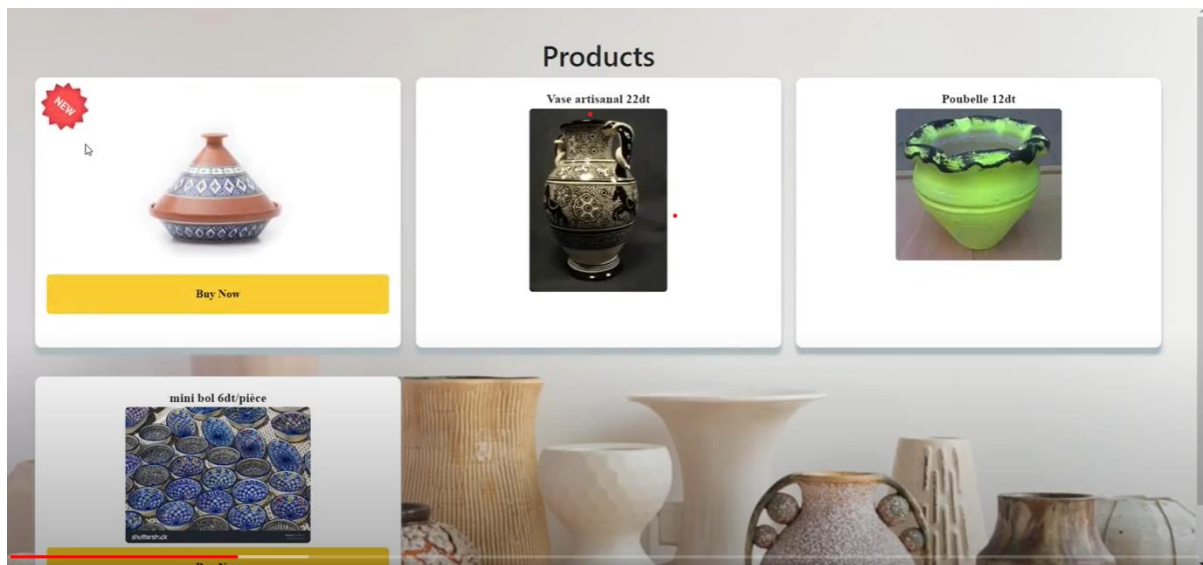 Products
NEW
Buy Now
Vase artisanal 22dt
Poubelle 12dt
mini bol 6dt/pièce
shutterstock